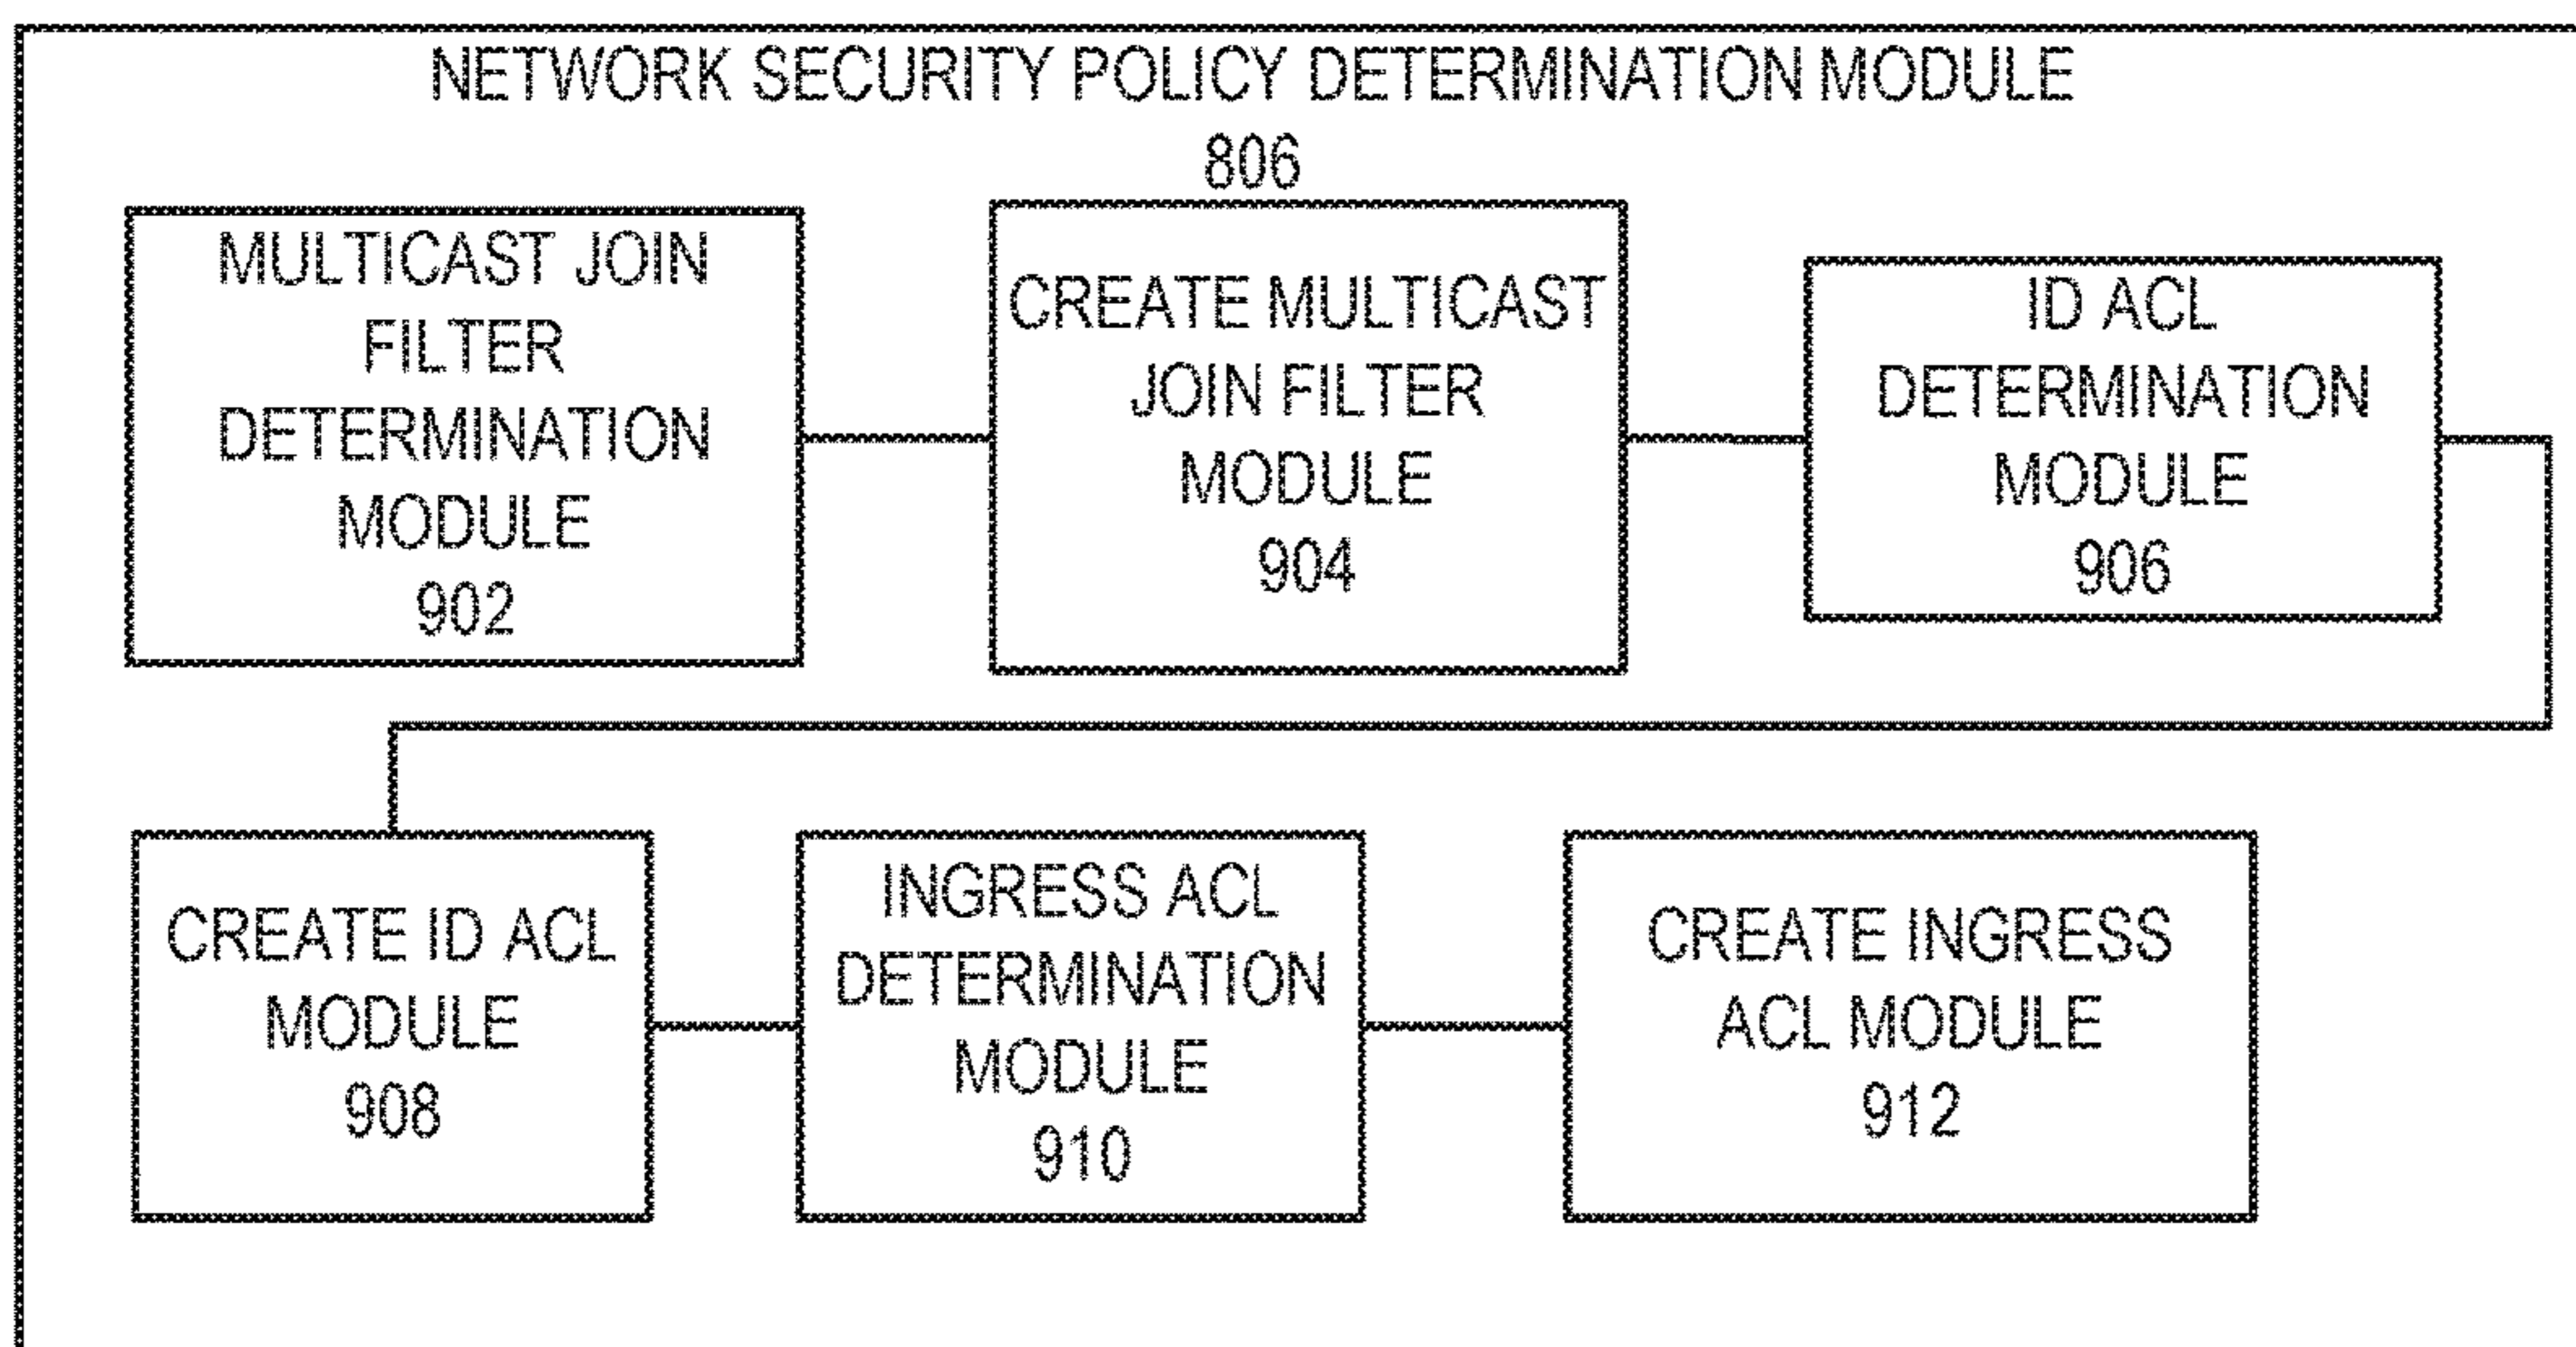 NETWORK SECURITY POLICY DETERMINATION MODULE
806
MULTICAST JOIN
FILTER
DETERMINATION
MODULE
902
CREATE MULTICAST
JOIN FILTER
MODULE
904
ID ACL
DETERMINATION
MODULE
906
CREATE ID ACL
MODULE
908
INGRESS ACL
DETERMINATION
MODULE
910
CREATE INGRESS
ACL MODULE
912